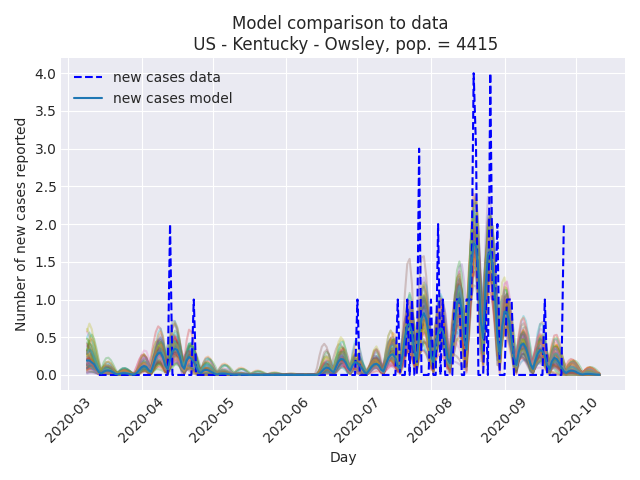 Model comparison to data
US - Kentucky - Owsley, pop. = 4415
new cases data
new cases model
Number of new cases reported
4.0
3.5
3.0
2.5
2.0
1.5
1.0
0.5
0.0
2020-03
2020-04
2020-05
2020-06
2020-07
2020-08
2020-09
2020-10
Day